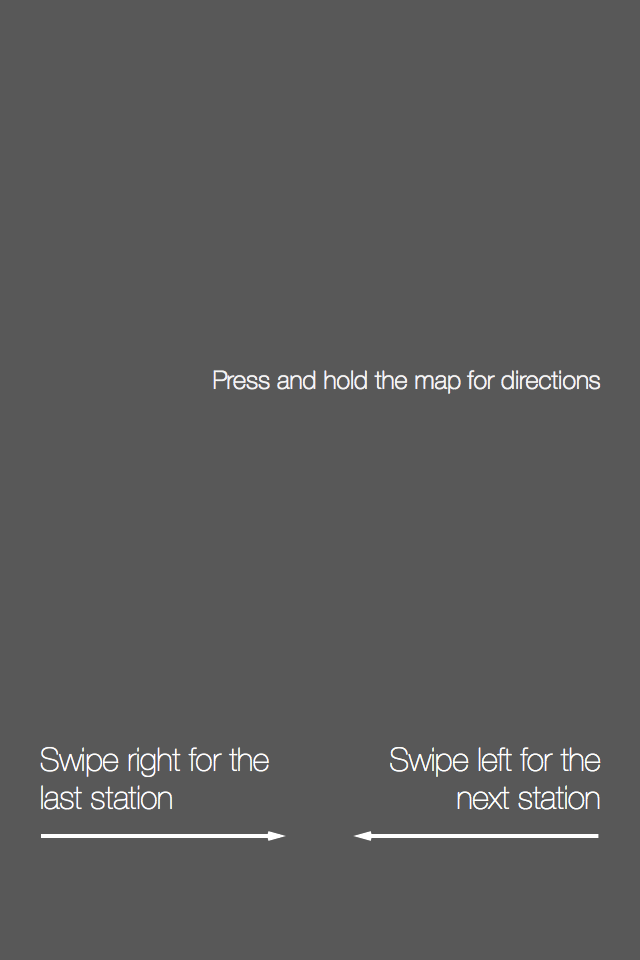 Press and hold the map for directions
Swipe right for the
last station
Swipe left for the
next station